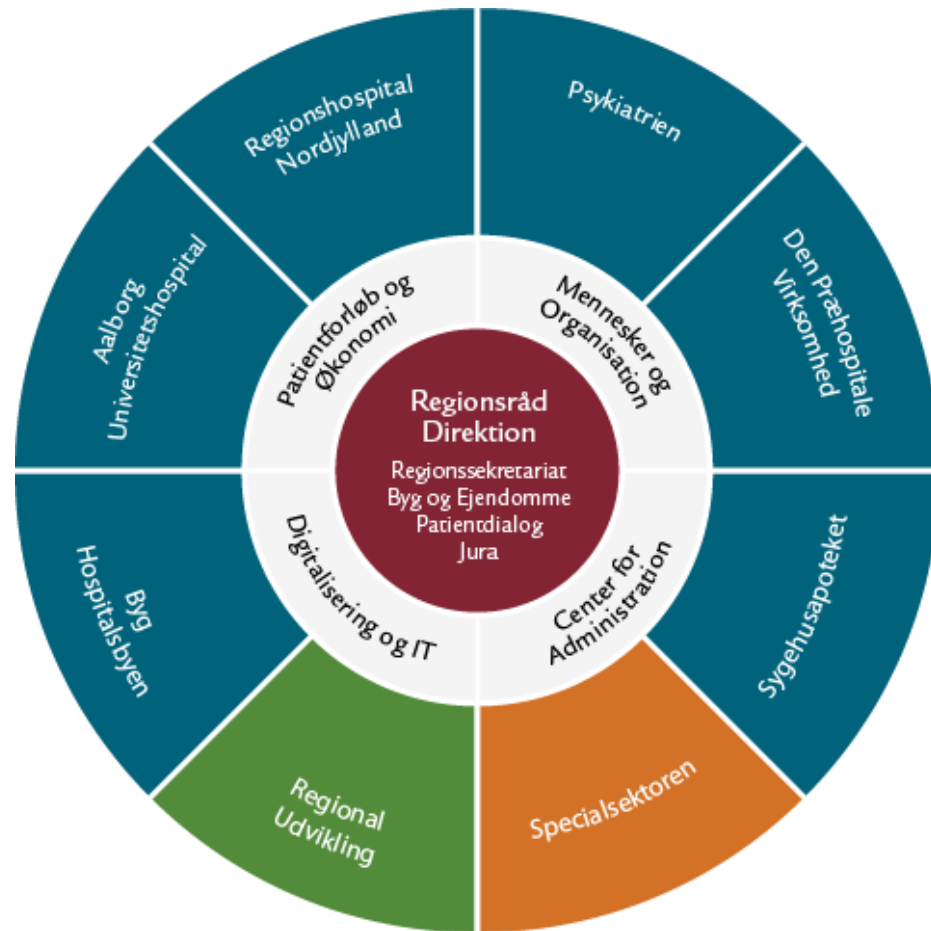 Regionshospital
Nordjylland
Psykiatrien
Den Præhospitale
Virksomhed
Sygehusapoteket
Specialsektoren
Regional
Udvikling
Byg
Hospitalsbyen
Aalborg
Universitetshospital
Patientforløb og
Økonomi
Mennesker og
Organisation
Center for
Administration
Digitalisering og IT
Regionsråd
Direktion
Regionssekretariat
Byg og Ejendomme
Patientdialog
Jura